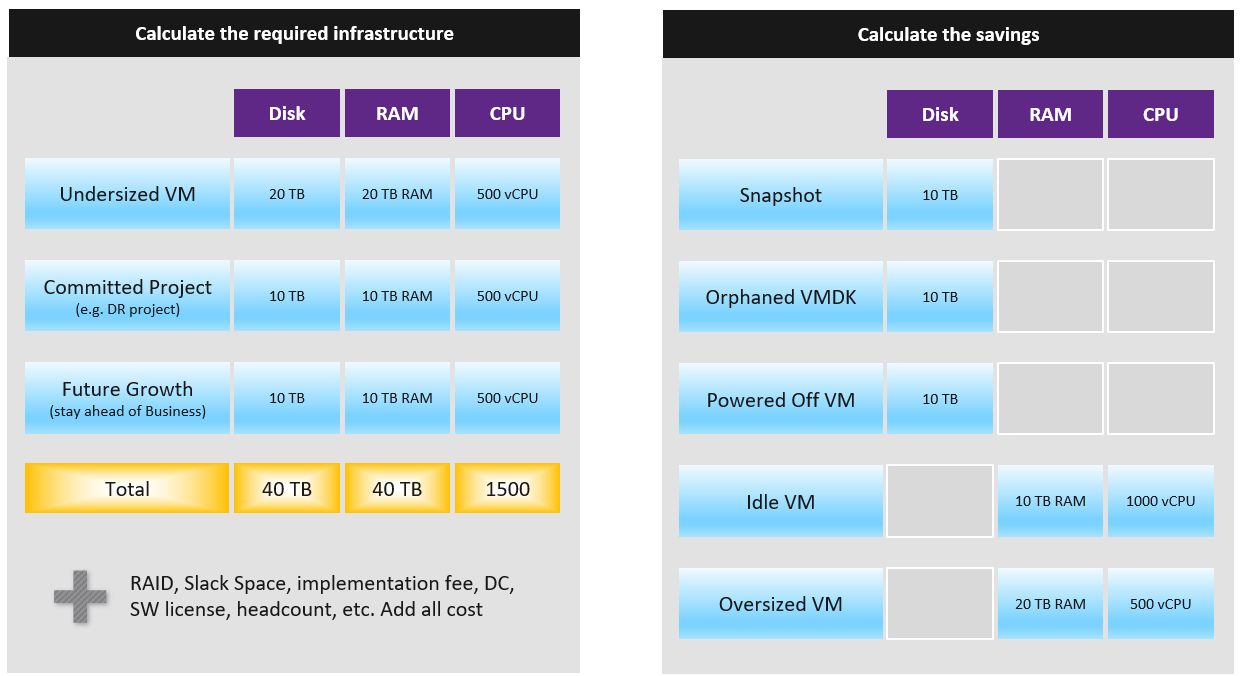 Calculate the required infrastructure
Disk
RAM
CPU
Undersized VM
20 TB
20 TB RAM
500 vCPU
Committed Project
(e.g. DR project)
10 TB
10 TB RAM
500 vCPU
Future Growth
(stay ahead of Business)
10 TB
10 TB RAM
500 vCPU
Total
40 TB
40 TB
1500
RAID, Slack Space, implementation fee, DC,
SW license, headcount, etc. Add all cost
Calculate the savings
Disk
RAM
CPU
Snapshot
10 TB
Orphaned VMDK
10 TB
Powered Off VM
10 TB
Idle VM
10 TB RAM
1000 vCPU
Oversized VM
20 TB RAM
500 vCPU